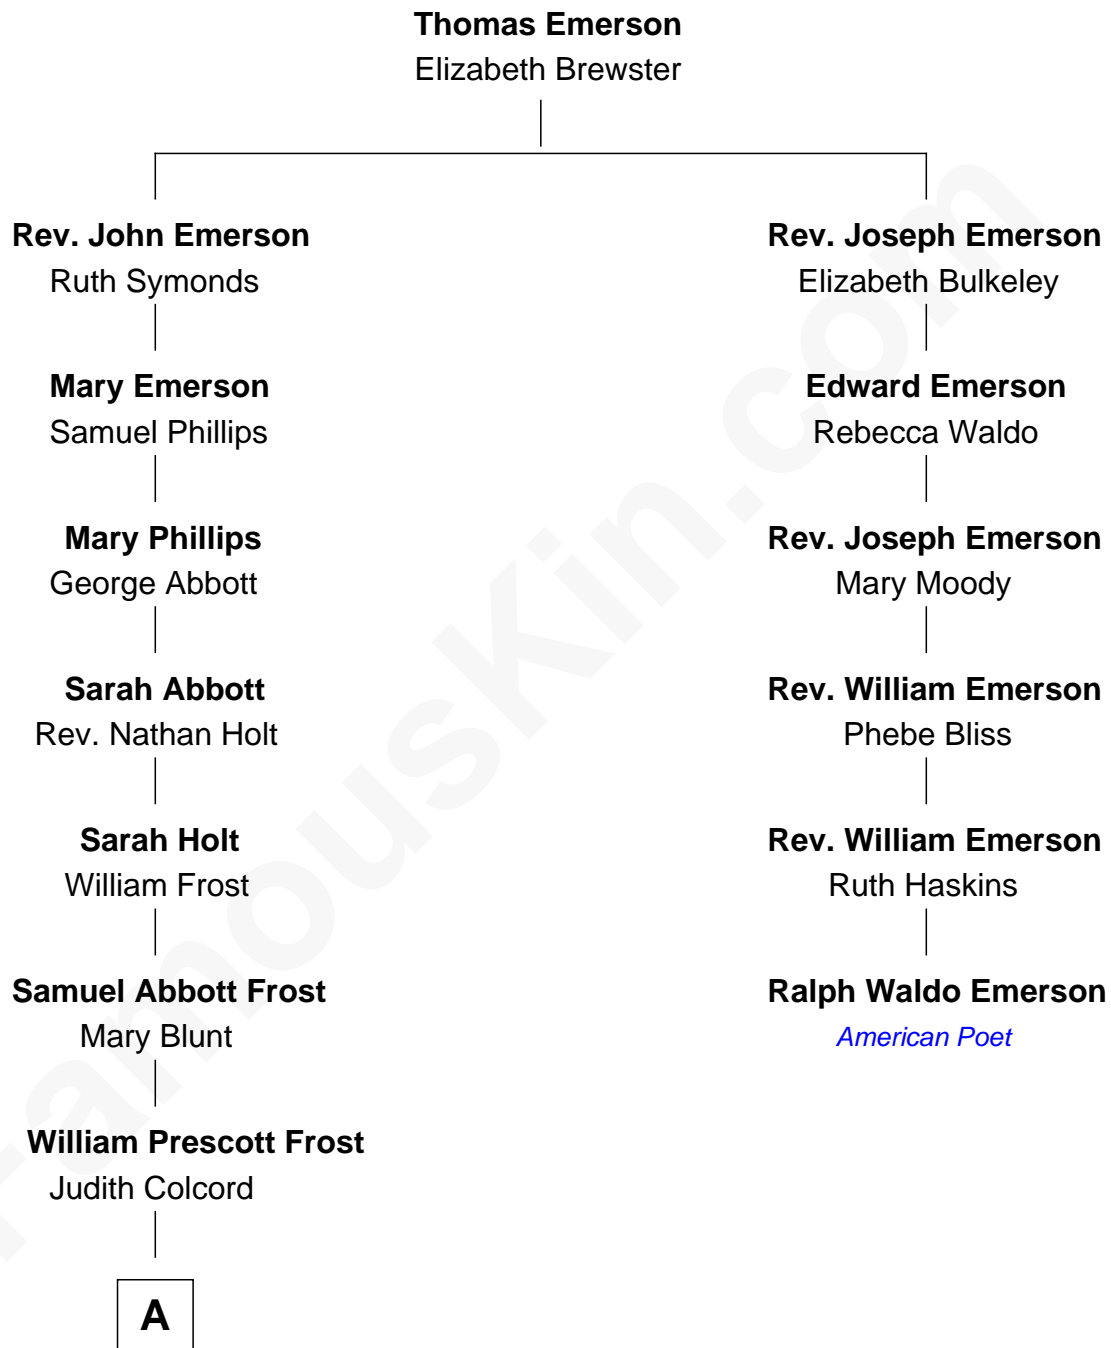 Thomas Emerson
Elizabeth Brewster
Rev. John Emerson
Ruth Symonds
Mary Emerson
Samuel Phillips
Mary Phillips
George Abbott
Sarah Abbott
Rev. Nathan Holt
Sarah Holt
William Frost
Samuel Abbott Frost
Mary Blunt
William Prescott Frost
Judith Colcord
A
Rev. Joseph Emerson
Elizabeth Bulkeley
Edward Emerson
Rebecca Waldo
Rev. Joseph Emerson
Mary Moody
Rev. William Emerson
Phebe Bliss
Rev. William Emerson
Ruth Haskins
Ralph Waldo Emerson
American Poet
FamousKin.com